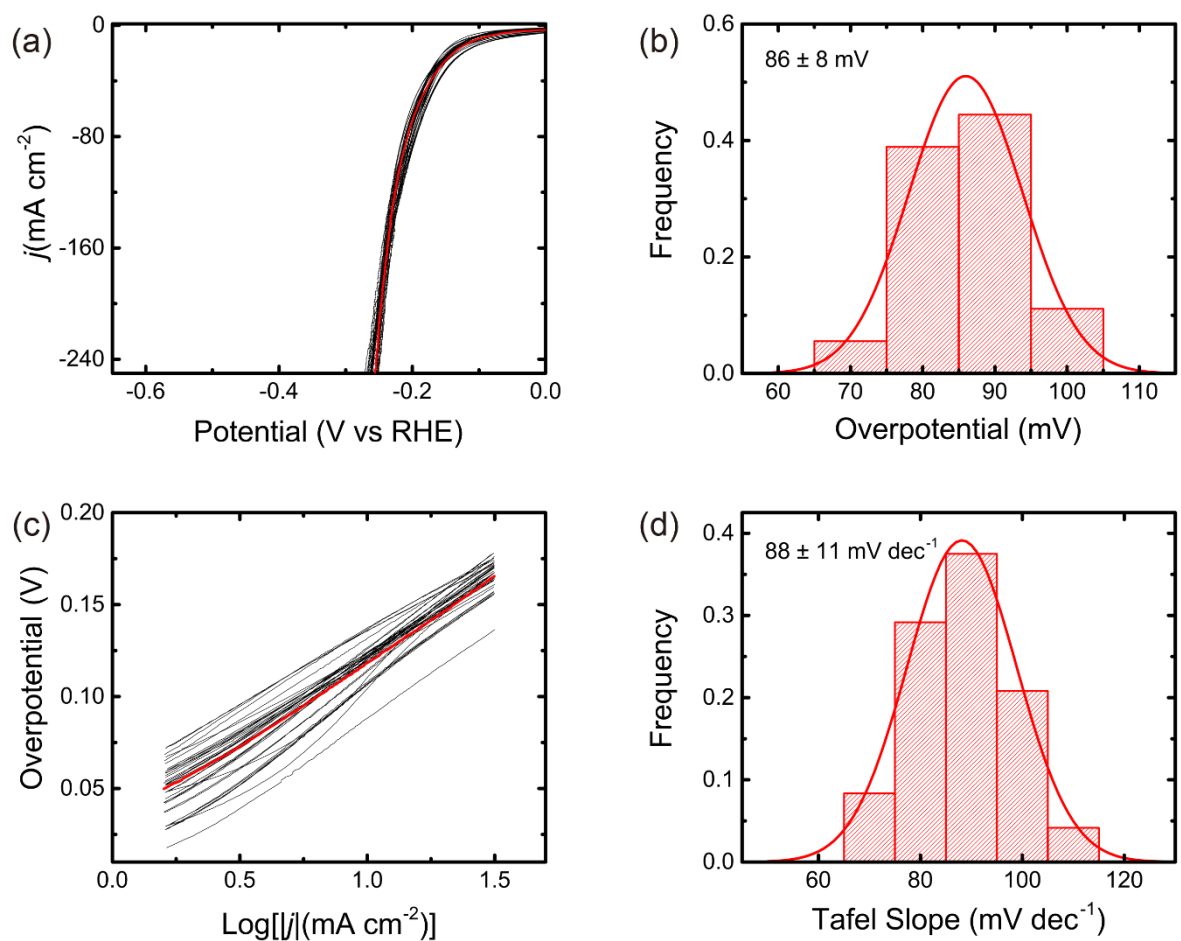 (a)
0
-80
-160
-240
j(mA cm⁻²)
-0.6
-0.4
-0.2
0.0
Potential (V vs RHE)
(b)
86 ± 8 mV
0.6
0.4
0.2
0.0
Frequency
60
70
80
90
100
110
Overpotential (mV)
(c)
0.20
0.15
0.10
0.05
Overpotential (V)
0.0
0.5
1.0
1.5
Log[|j|(mA cm⁻²)]
(d)
88 ± 11 mV dec⁻¹
0.4
0.3
0.2
0.1
0.0
Frequency
60
80
100
120
Tafel Slope (mV dec⁻¹)